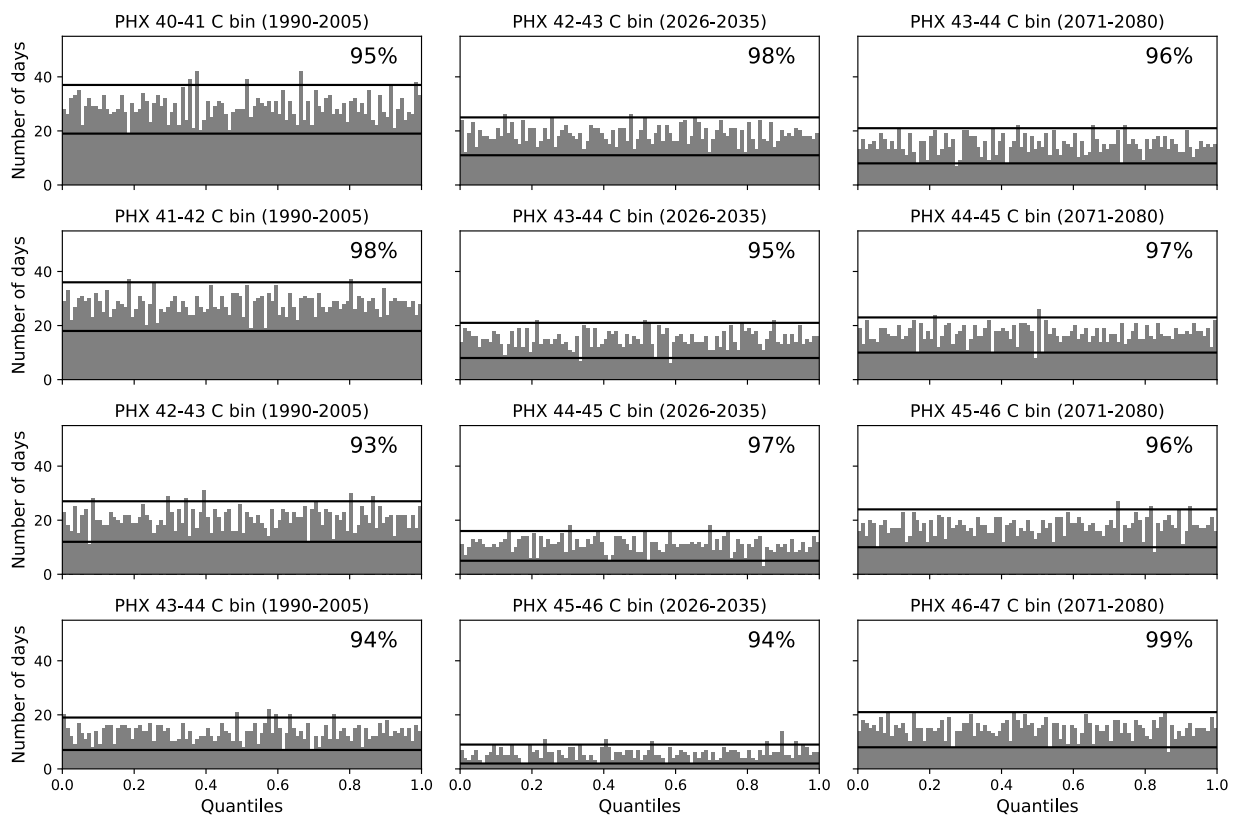 PHX 40-41 C bin (1990-2005)
PHX 42-43 C bin (2026-2035)
PHX 43-44 C bin (2071-2080)
95%
98%
96%
Number of days
40
20
0
PHX 41-42 C bin (1990-2005)
PHX 43-44 C bin (2026-2035)
PHX 44-45 C bin (2071-2080)
98%
95%
97%
Number of days
40
20
0
PHX 42-43 C bin (1990-2005)
PHX 44-45 C bin (2026-2035)
PHX 45-46 C bin (2071-2080)
93%
97%
96%
Number of days
40
20
0
PHX 43-44 C bin (1990-2005)
PHX 45-46 C bin (2026-2035)
PHX 46-47 C bin (2071-2080)
94%
94%
99%
Number of days
40
20
0
0.0 0.2 0.4 0.6 0.8 1.0
0.0 0.2 0.4 0.6 0.8 1.0
0.0 0.2 0.4 0.6 0.8 1.0
Quantiles
Quantiles
Quantiles